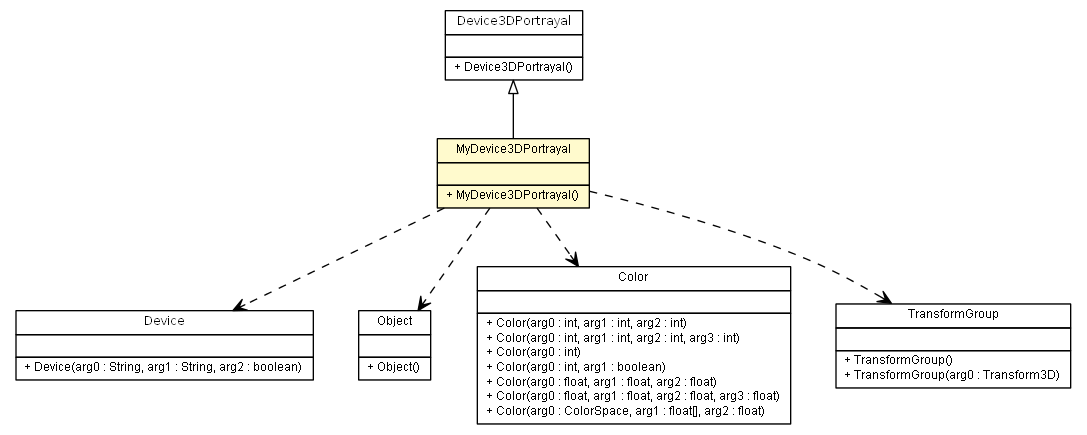 Device3DPortrayal
+ Device3DPortrayal()
MyDevice3DPortrayal
+ MyDevice3DPortrayal()
Device
+ Device(arg0 : String, arg1 : String, arg2 : boolean)
Object
+ Object()
Color
+ Color(arg0 : int, arg1 : int, arg2 : int)
+ Color(arg0 : int, arg1 : int, arg2 : int, arg3 : int)
+ Color(arg0 : int)
+ Color(arg0 : int, arg1 : boolean)
+ Color(arg0 : float, arg1 : float, arg2 : float)
+ Color(arg0 : float, arg1 : float, arg2 : float, arg3 : float)
+ Color(arg0 : ColorSpace, arg1 : float[], arg2 : float)
TransformGroup
+ TransformGroup()
+ TransformGroup(arg0 : Transform3D)